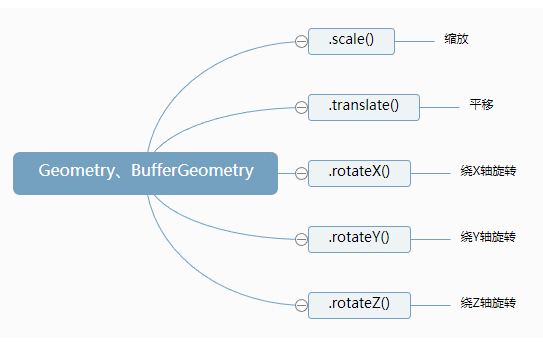 .scale()
缩放
.translate()
平移
Geometry、BufferGeometry
.rotateX()
绕X轴旋转
.rotateY()
绕Y轴旋转
.rotateZ()
绕Z轴旋转